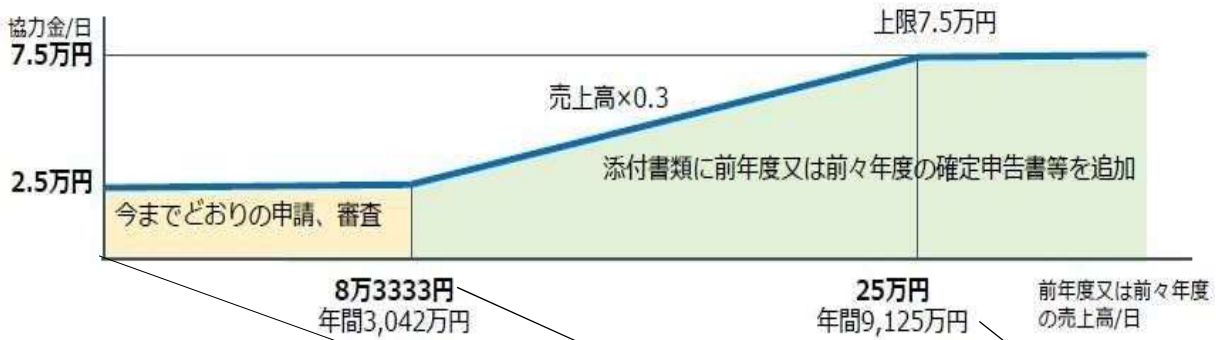 協力金/日
7.5万円
上限7.5万円
売上高×0.3
2.5万円
添付書類に前年度又は前々年度の確定申告書等を追加
今までどおりの申請、審査
8万3333円
年間3,042万円
25万円
年間9,125万円
前年度又は前々年度
の売上高/日